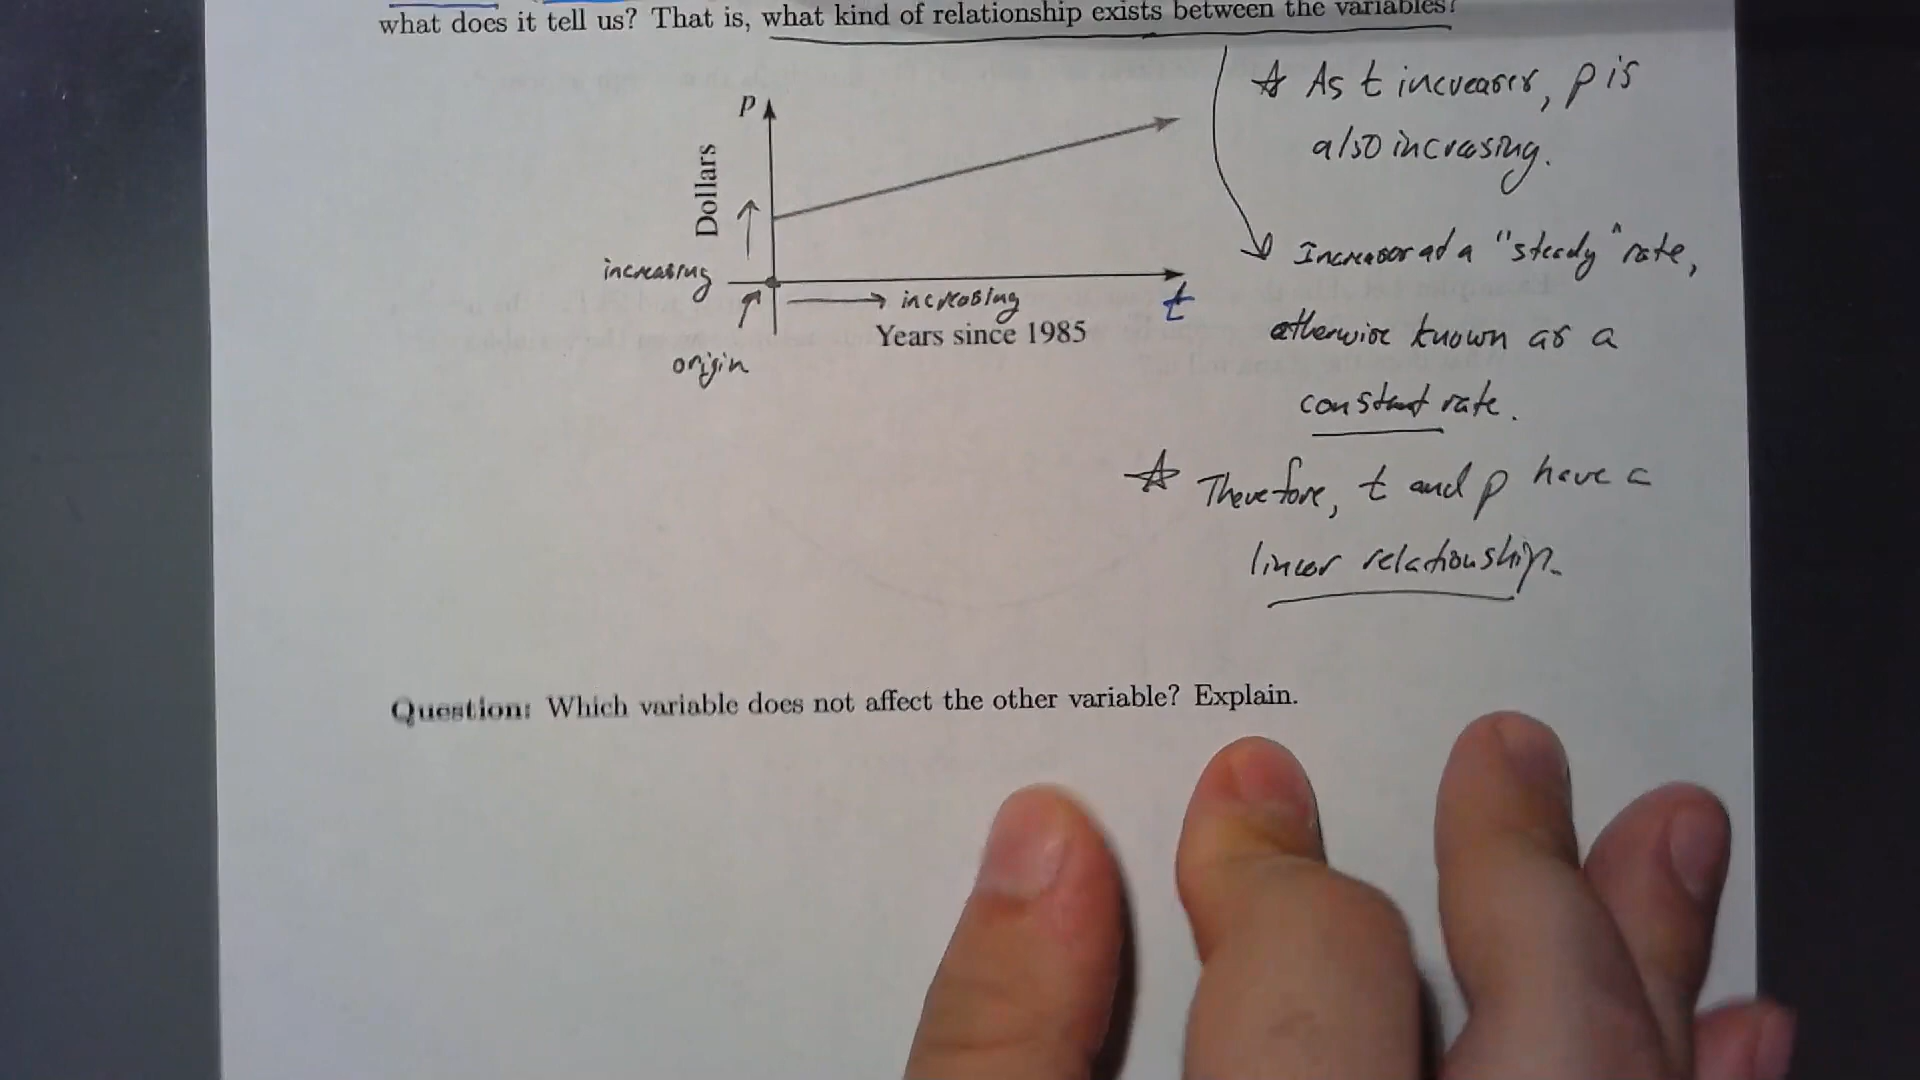 what does it tell us? That is, what kind of relationship exists between the variables?
p
Dollars
increasing
increasing
t
Years since 1985
origin
☆ As t increases, p is
also increasing.
Increases at a "steady" rate,
otherwise known as a
constant rate.
☆ Therefore, t and p have a
linear relationship.
Question: Which variable does not affect the other variable? Explain.